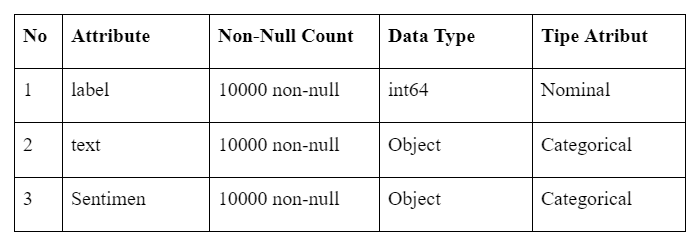 No Attribute Non-Null Count Data Type Tipe Atribut
1 label 10000 non-null int64 Nominal
2 text 10000 non-null Object Categorical
3 Sentimen 10000 non-null Object Categorical